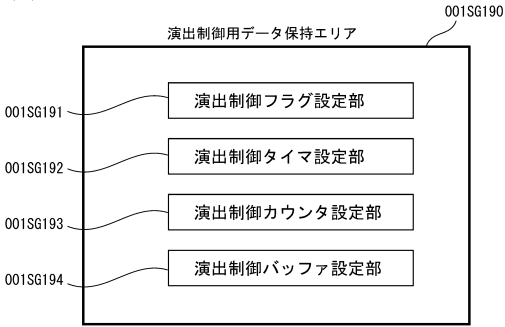 001SG190
演出制御用データ保持エリア
001SG191
演出制御フラグ設定部
001SG192
演出制御タイマ設定部
001SG193
演出制御カウンタ設定部
001SG194
演出制御バッファ設定部